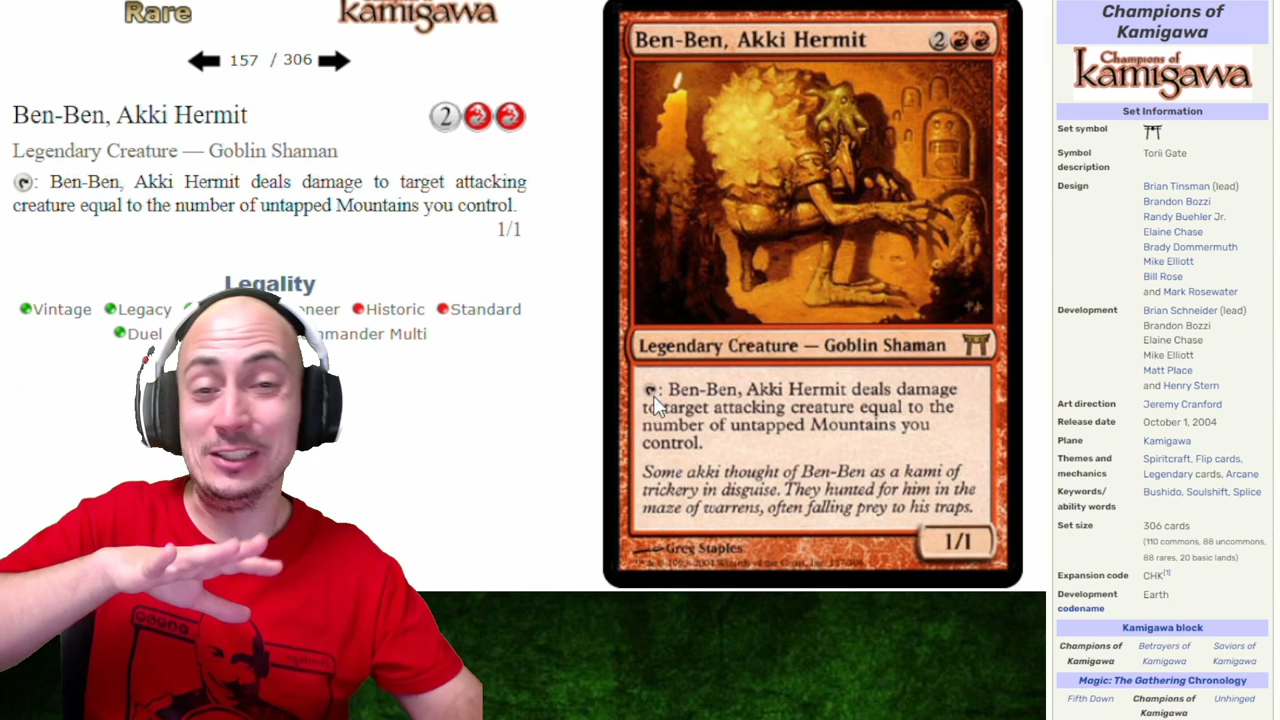 Rare
kamigawa
157 / 306
Ben-Ben, Akki Hermit
2
Legendary Creature — Goblin Shaman
: Ben-Ben, Akki Hermit deals damage to target attacking
creature equal to the number of untapped Mountains you control.
1/1
Legality
Vintage Legacy Historic Standard
Duel
Ben-Ben, Akki Hermit 2
Legendary Creature — Goblin Shaman
: Ben-Ben, Akki Hermit deals damage
to target attacking creature equal to the
number of untapped Mountains you
control.
Some akki thought of Ben-Ben as a kami of
trickery in disguise. They hunted for him in the
maze of warrens, often falling prey to his traps.
1/1
Greg Staples
Champions of
Kamigawa
Champions of
kamigawa
Set Information
Set symbol
Symbol Torii Gate
description
Design Brian Tinsman (lead)
Brandon Bozzi
Randy Buehler Jr.
Elaine Chase
Brady Dommermuth
Mike Elliott
Bill Rose
and Mark Rosewater
Development Brian Schneider (lead)
Brandon Bozzi
Elaine Chase
Mike Elliott
Matt Place
and Henry Stern
Art direction Jeremy Cranford
Release date October 1, 2004
Plane Kamigawa
Themes and Spiritcraft, Flip cards,
mechanics Legendary cards, Arcane
Keywords/ Bushido, Soulshift, Splice
ability words
Set size 306 cards
(110 commons, 88 uncommons,
88 rares, 20 basic lands)
Expansion code CHK[1]
Development Earth
codename
Kamigawa block
Champions of Betrayers of Saviors of
Kamigawa Kamigawa Kamigawa
Magic: The Gathering Chronology
Fifth Dawn Champions of Unhinged
Kamigawa